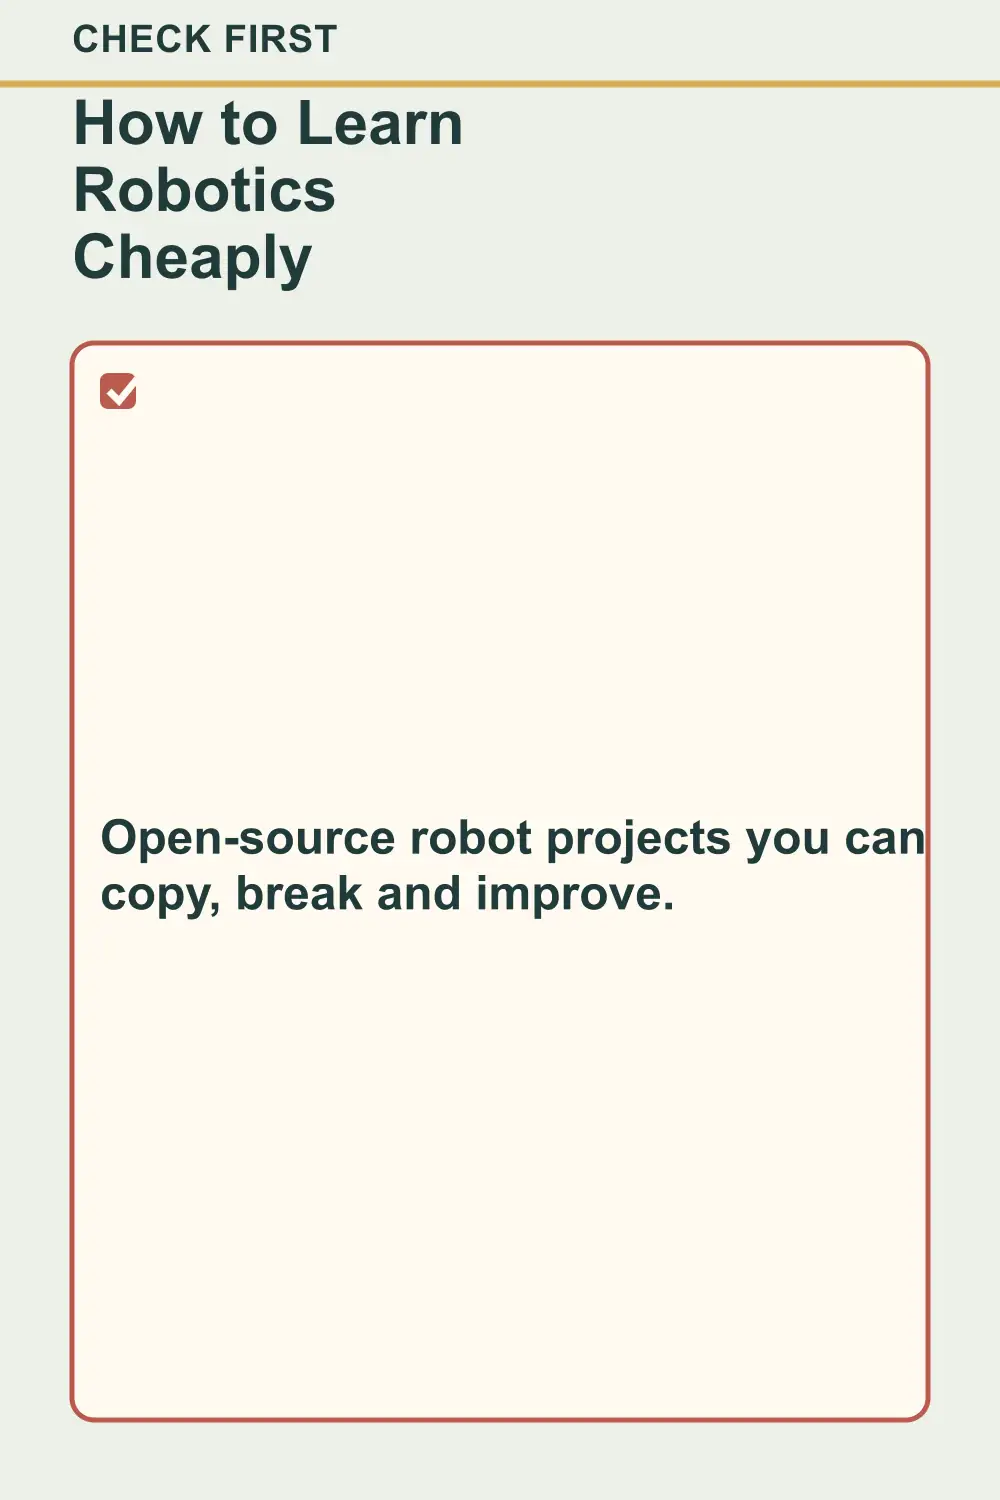 CHECK FIRST
How to Learn
Robotics
Cheaply
Open-source robot projects you can
copy, break and improve.